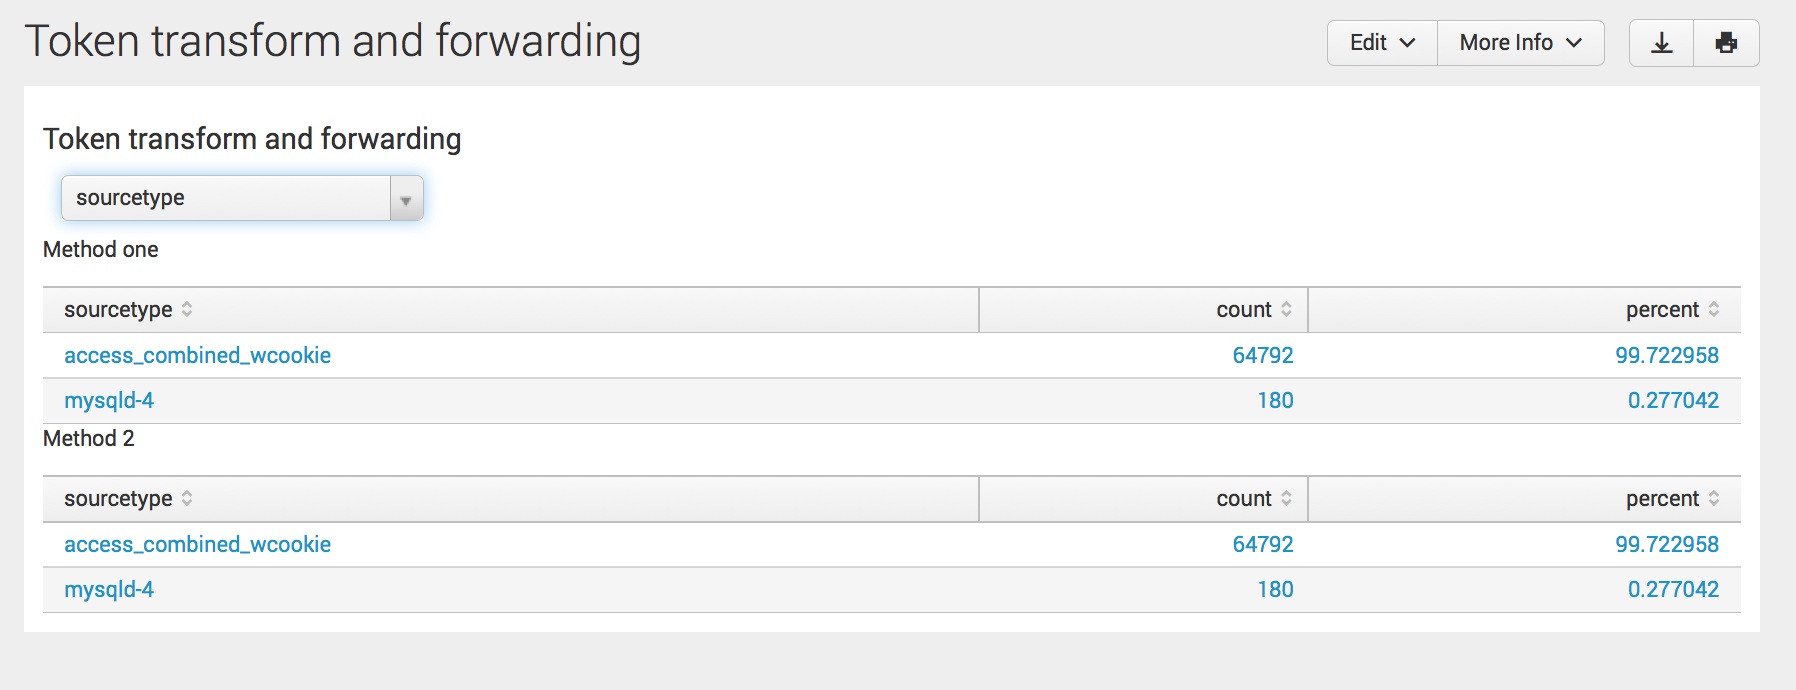 Token transform and forwarding
Edit More Info
Token transform and forwarding
sourcetype
Method one
sourcetype count percent
access_combined_wcookie 64792 99.722958
mysqld-4 180 0.277042
Method 2
sourcetype count percent
access_combined_wcookie 64792 99.722958
mysqld-4 180 0.277042